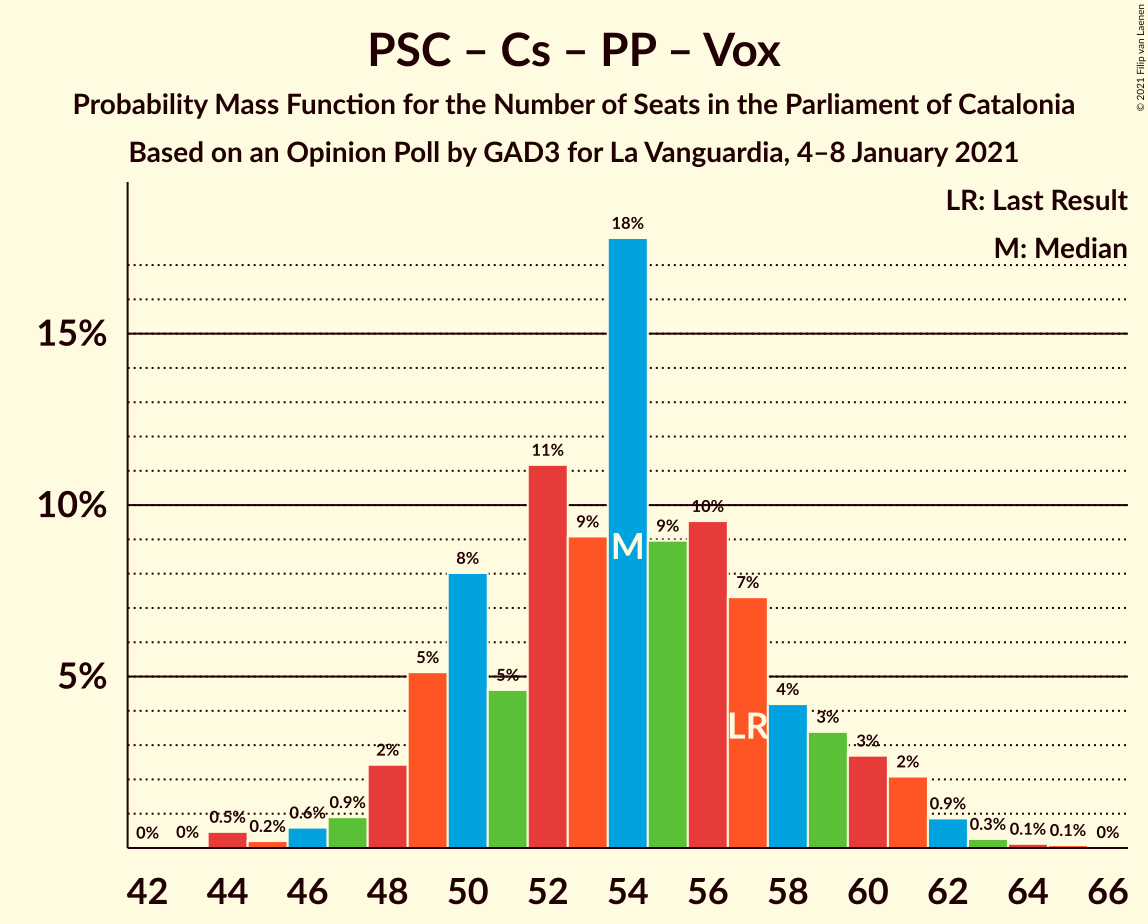 PSC – Cs – PP – Vox
Probability Mass Function for the Number of Seats in the Parliament of Catalonia
Based on an Opinion Poll by GAD3 for La Vanguardia, 4–8 January 2021
© 2021 Filip van Laenen
LR: Last Result
M: Median
15%
10%
5%
0% 0% 0.5% 0.2% 0.6% 0.9% 2% 5% 8% 5% 11% 9% 18% 9% 10% 7% 4% 3% 3% 2% 0.9% 0.3% 0.1% 0.1% 0%
M
LR
42 44 46 48 50 52 54 56 58 60 62 64 66